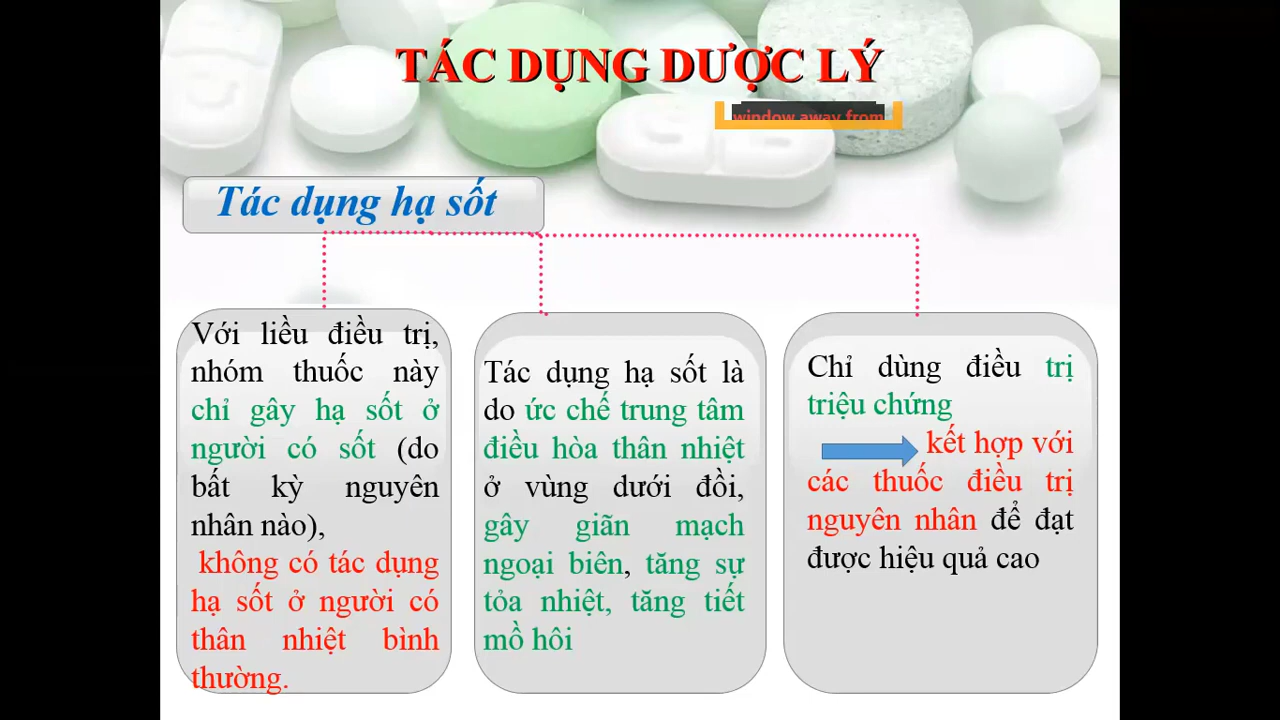 TÁC DỤNG DƯỢC LÝ
window away from
Tác dụng hạ sốt
Với liều điều trị,
nhóm thuốc này
chỉ gây hạ sốt ở
người có sốt (do
bất kỳ nguyên
nhân nào),
không có tác dụng
hạ sốt ở người có
thân nhiệt bình
thường.
Tác dụng hạ sốt là
do ức chế trung tâm
điều hòa thân nhiệt
ở vùng dưới đồi,
gây giãn mạch
ngoại biên, tăng sự
tỏa nhiệt, tăng tiết
mồ hôi
Chỉ dùng điều trị
triệu chứng
kết hợp với
các thuốc điều trị
nguyên nhân để đạt
được hiệu quả cao